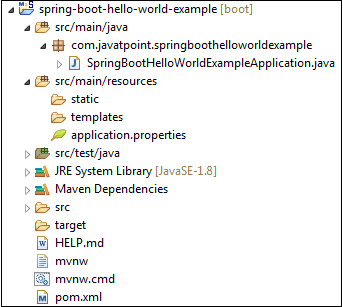 spring-boot-hello-world-example [boot]
src/main/java
com.javatpoint.springboothelloworldexample
SpringBootHelloWorldExampleApplication.java
src/main/resources
static
templates
application.properties
src/test/java
JRE System Library [JavaSE-1.8]
Maven Dependencies
src
target
HELP.md
mvnw
mvnw.cmd
pom.xml